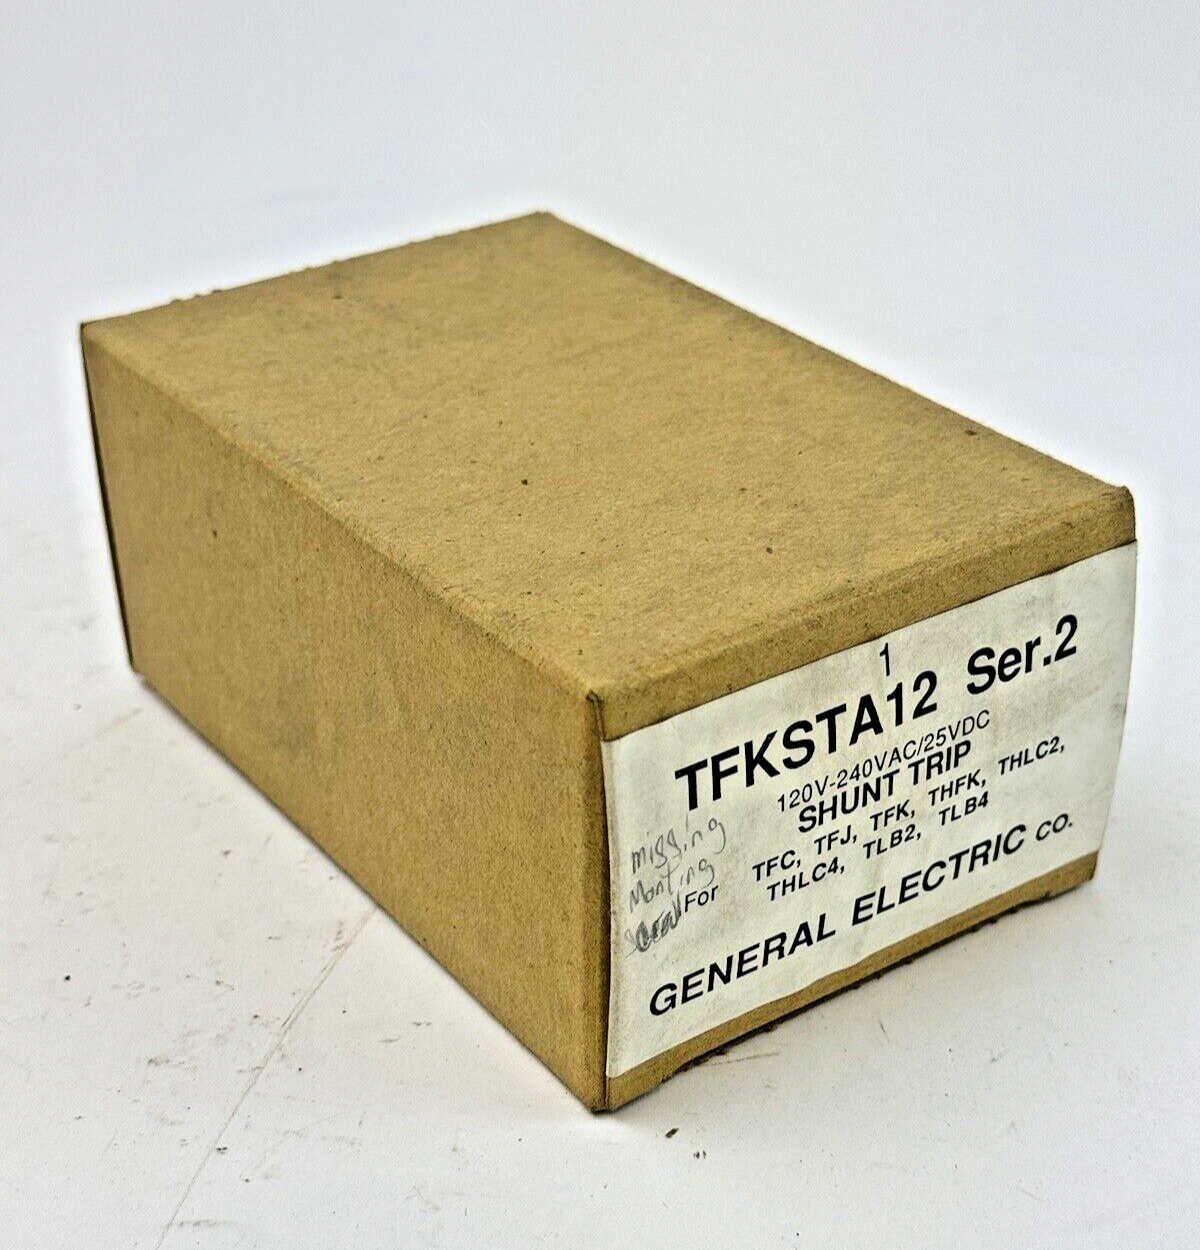 1
TFKSTA12 Ser.2
120V-240VAC/25VDC
SHUNT TRIP
For TFC, TFJ, TFK, THFK, THLC2,
THLC4, TLB2, TLB4
GENERAL ELECTRIC CO.
missing
Monting